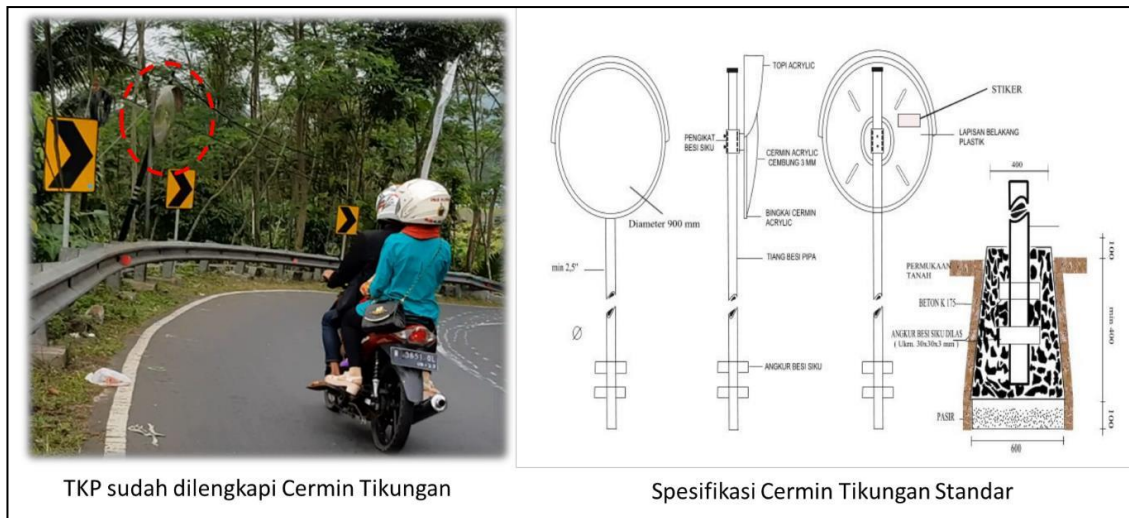 TOPI ACRYLIC
STIKER
PENGIKAT
BESI SIKU
LAPISAN BELAKANG
PLASTIK
CERMIN ACRYLIC
CEMBUNG 3 MM
400
Diameter 900 mm
BINGKAI CERMIN
ACRYLIC
min 2,5"
TIANG BESI PIPA
PERMUKAAN
TANAH
100
BETON K 175
Ø
ANGKUR BESI SIKU DILAS
( Ukm. 30x30x3 mm )
min 400
ANGKUR BESI SIKU
PASIR
100
600
TKP sudah dilengkapi Cermin Tikungan
Spesifikasi Cermin Tikungan Standar